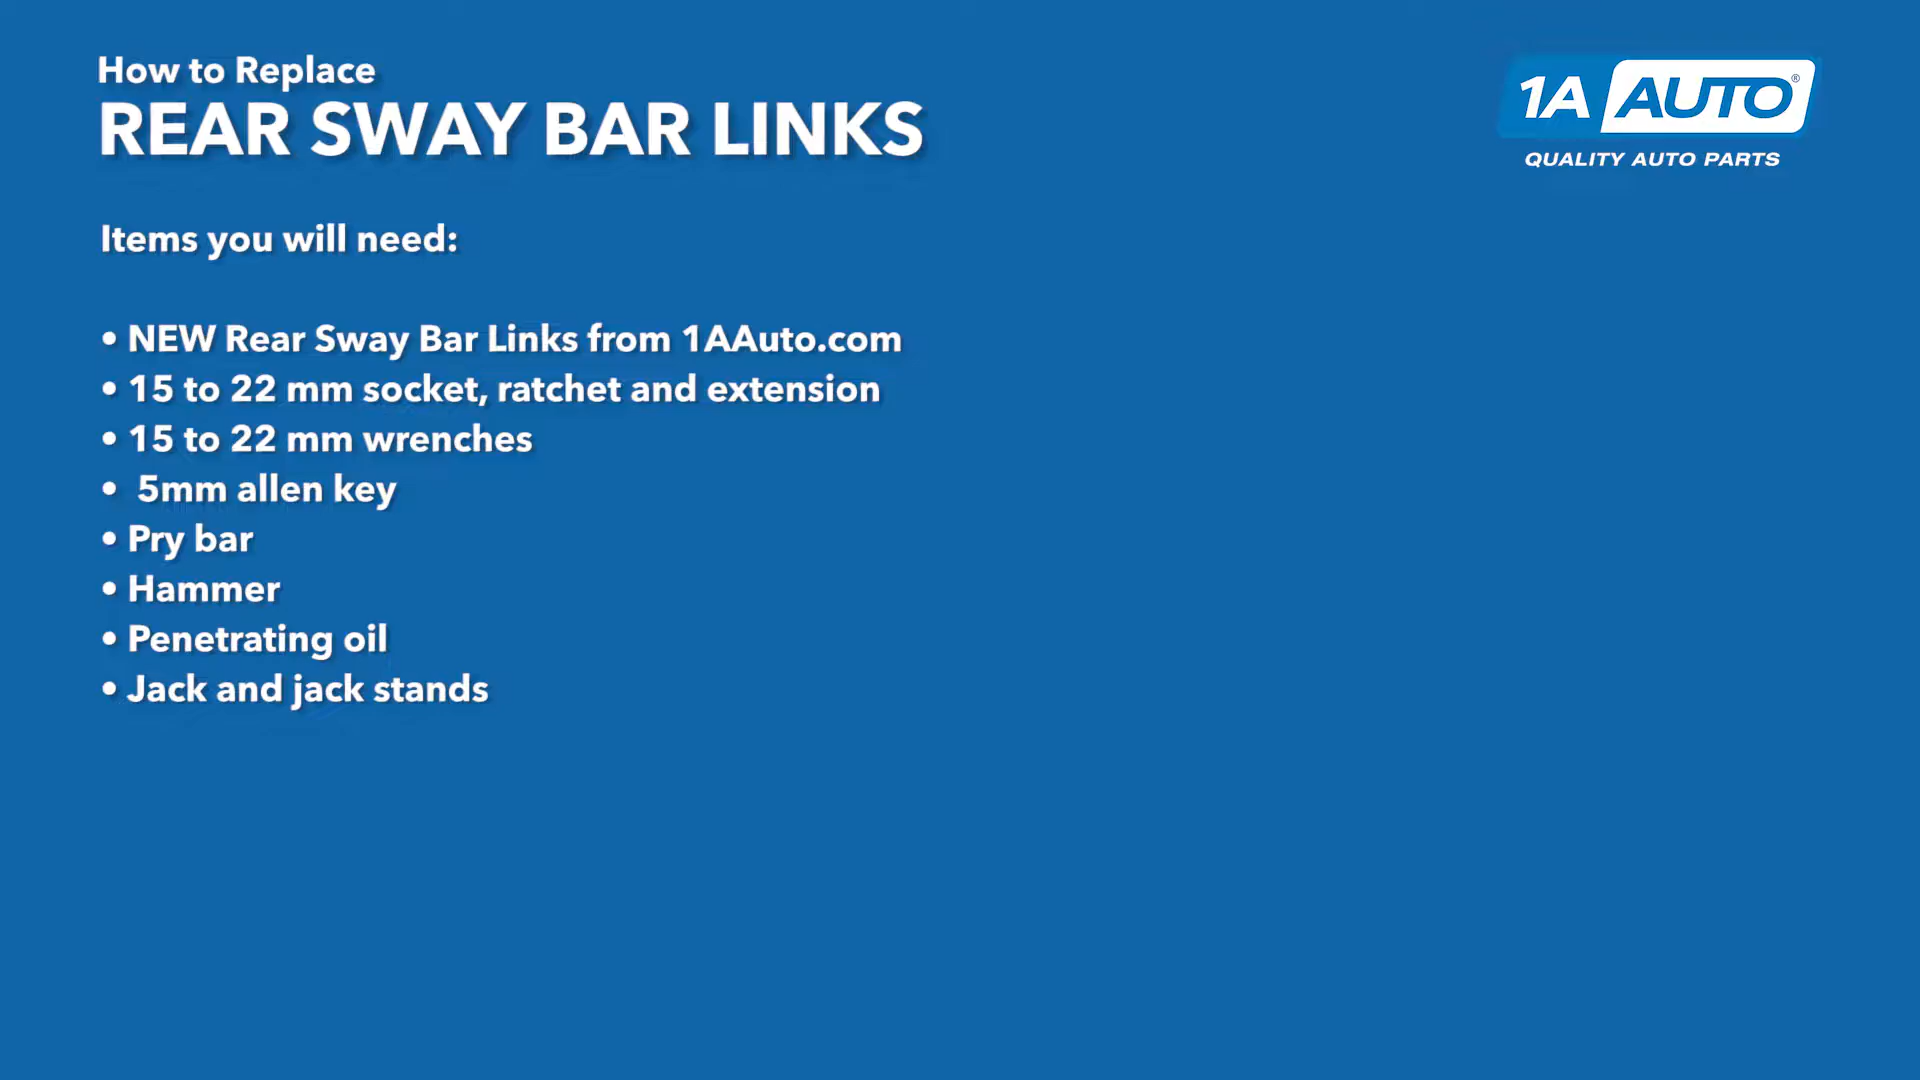 How to Replace
REAR SWAY BAR LINKS
1A AUTO®
QUALITY AUTO PARTS
Items you will need:
• NEW Rear Sway Bar Links from 1AAuto.com
• 15 to 22 mm socket, ratchet and extension
• 15 to 22 mm wrenches
• 5mm allen key
• Pry bar
• Hammer
• Penetrating oil
• Jack and jack stands